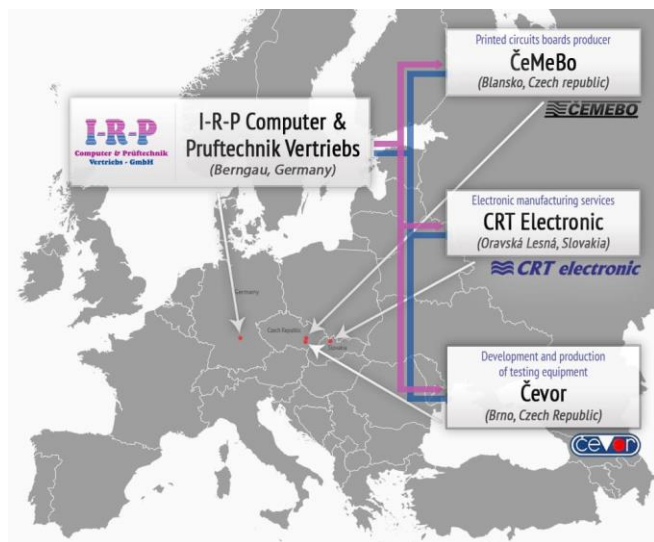 Printed circuits boards producer
ČeMeBo
(Blansko, Czech republic)
ČEMEBO
I-R-P
Computer & Prüftechnik
Vertriebs - GmbH
I-R-P Computer &
Pruftechnik Vertriebs
(Berngau, Germany)
Electronic manufacturing services
CRT Electronic
(Oravská Lesná, Slovakia)
CRT electronic
Germany
Czech Republic
Slovakia
Development and production
of testing equipment
Čevor
(Brno, Czech Republic)
čevor